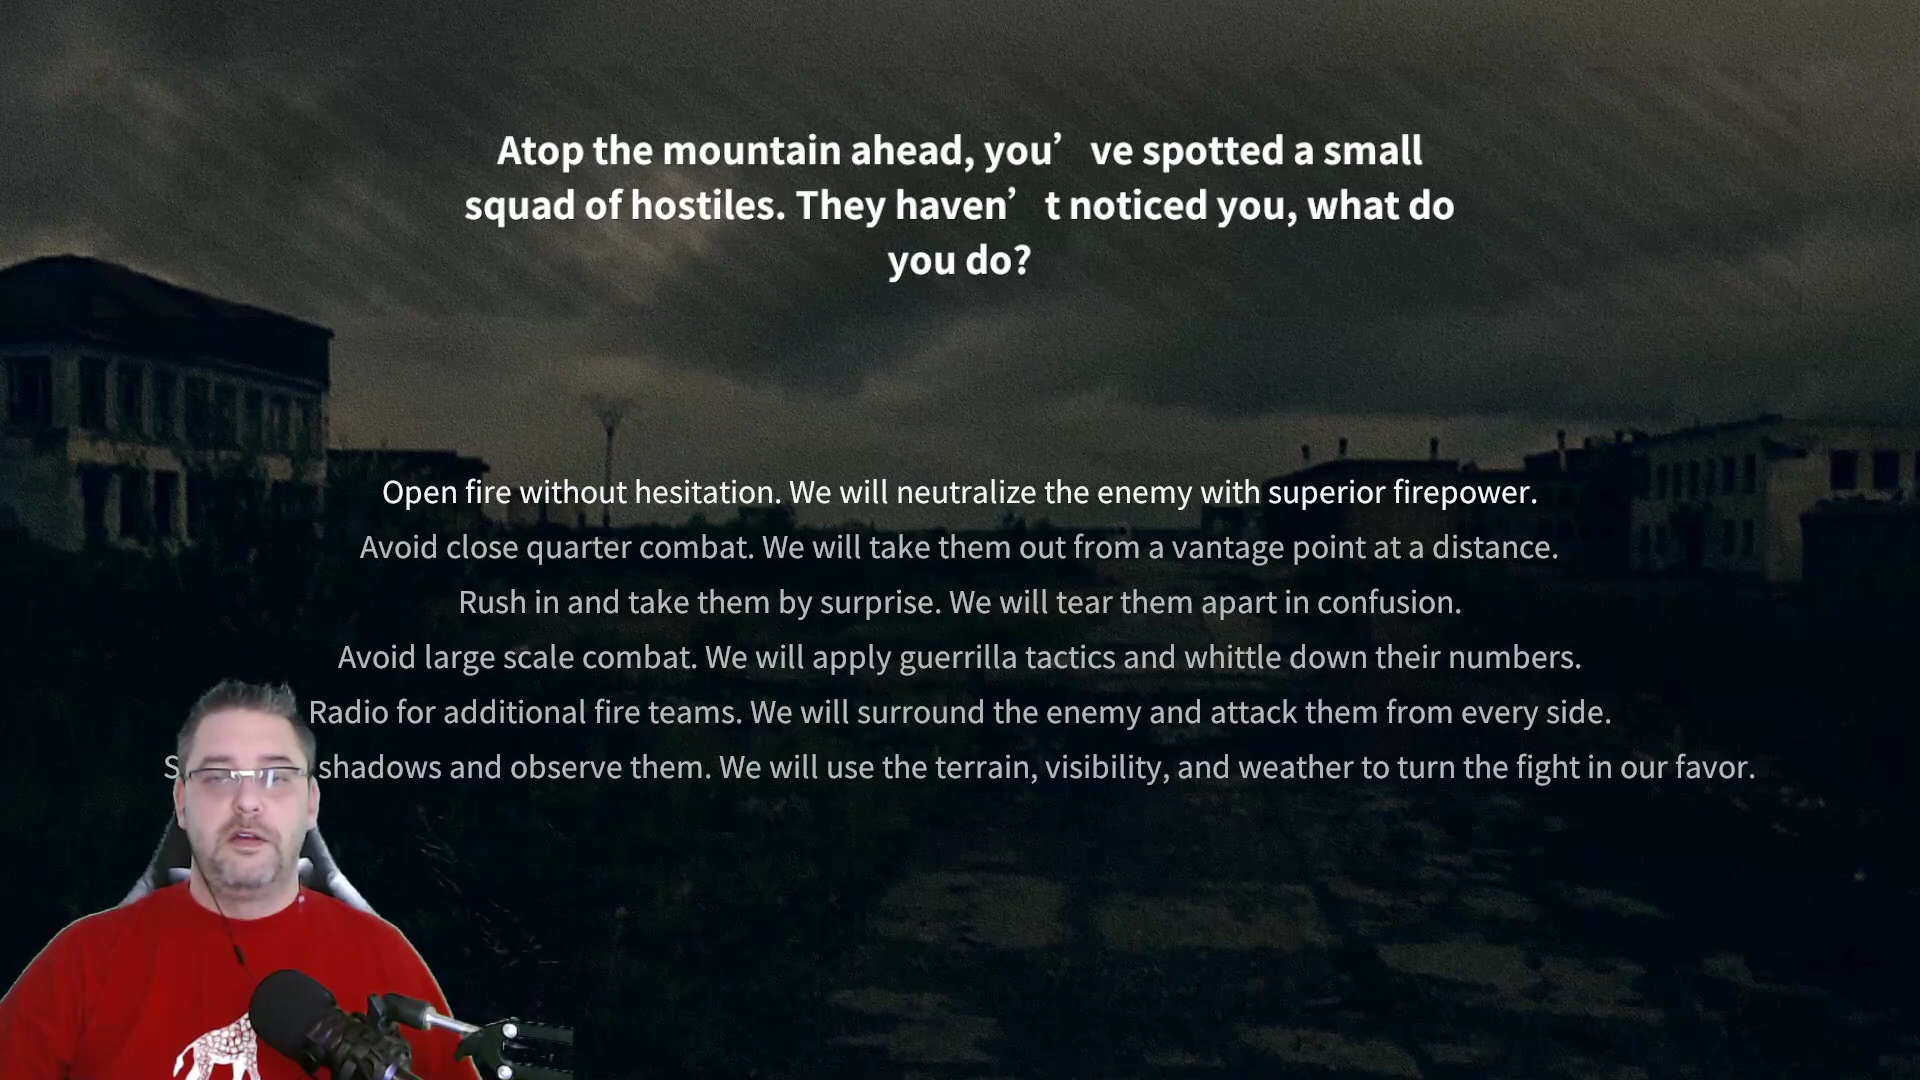 Atop the mountain ahead, you’ve spotted a small
squad of hostiles. They haven’t noticed you, what do
you do?
Open fire without hesitation. We will neutralize the enemy with superior firepower.
Avoid close quarter combat. We will take them out from a vantage point at a distance.
Rush in and take them by surprise. We will tear them apart in confusion.
Avoid large scale combat. We will apply guerrilla tactics and whittle down their numbers.
Radio for additional fire teams. We will surround the enemy and attack them from every side.
shadows and observe them. We will use the terrain, visibility, and weather to turn the fight in our favor.